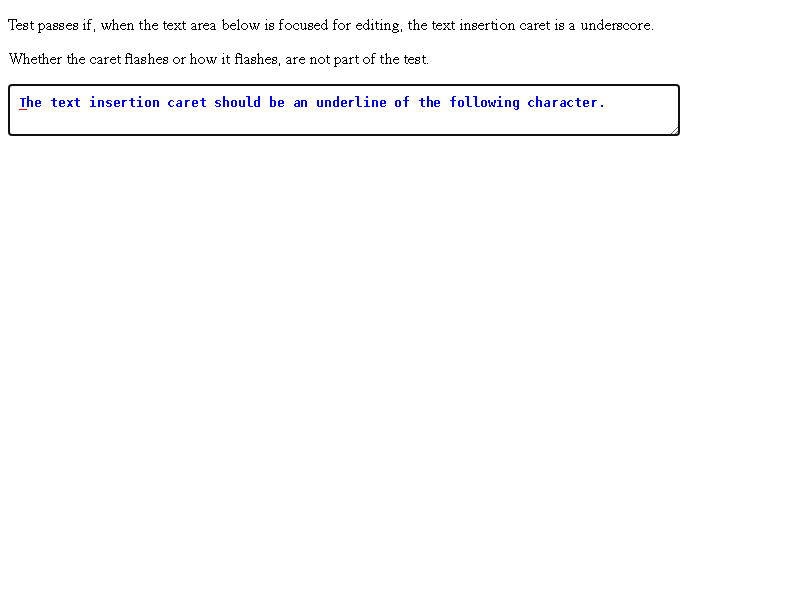 Test passes if, when the text area below is focused for editing, the text insertion caret is a underscore.
Whether the caret flashes or how it flashes, are not part of the test.
The text insertion caret should be an underline of the following character.